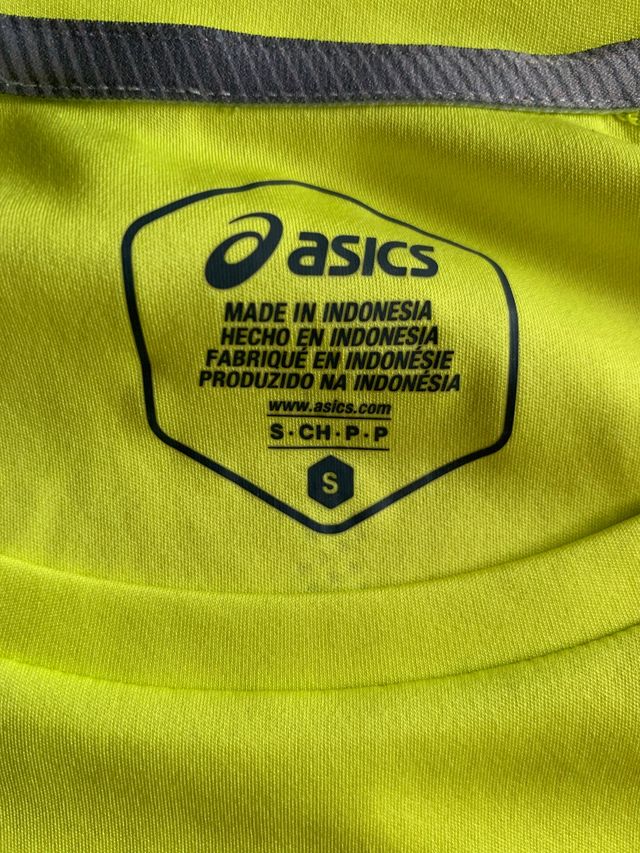 asics
MADE IN INDONESIA
HECHO EN INDONESIA
FABRIQUÉ EN INDONÉSIE
PRODUZIDO NA INDONÉSIA
www.asics.com
S·CH·P·P
S